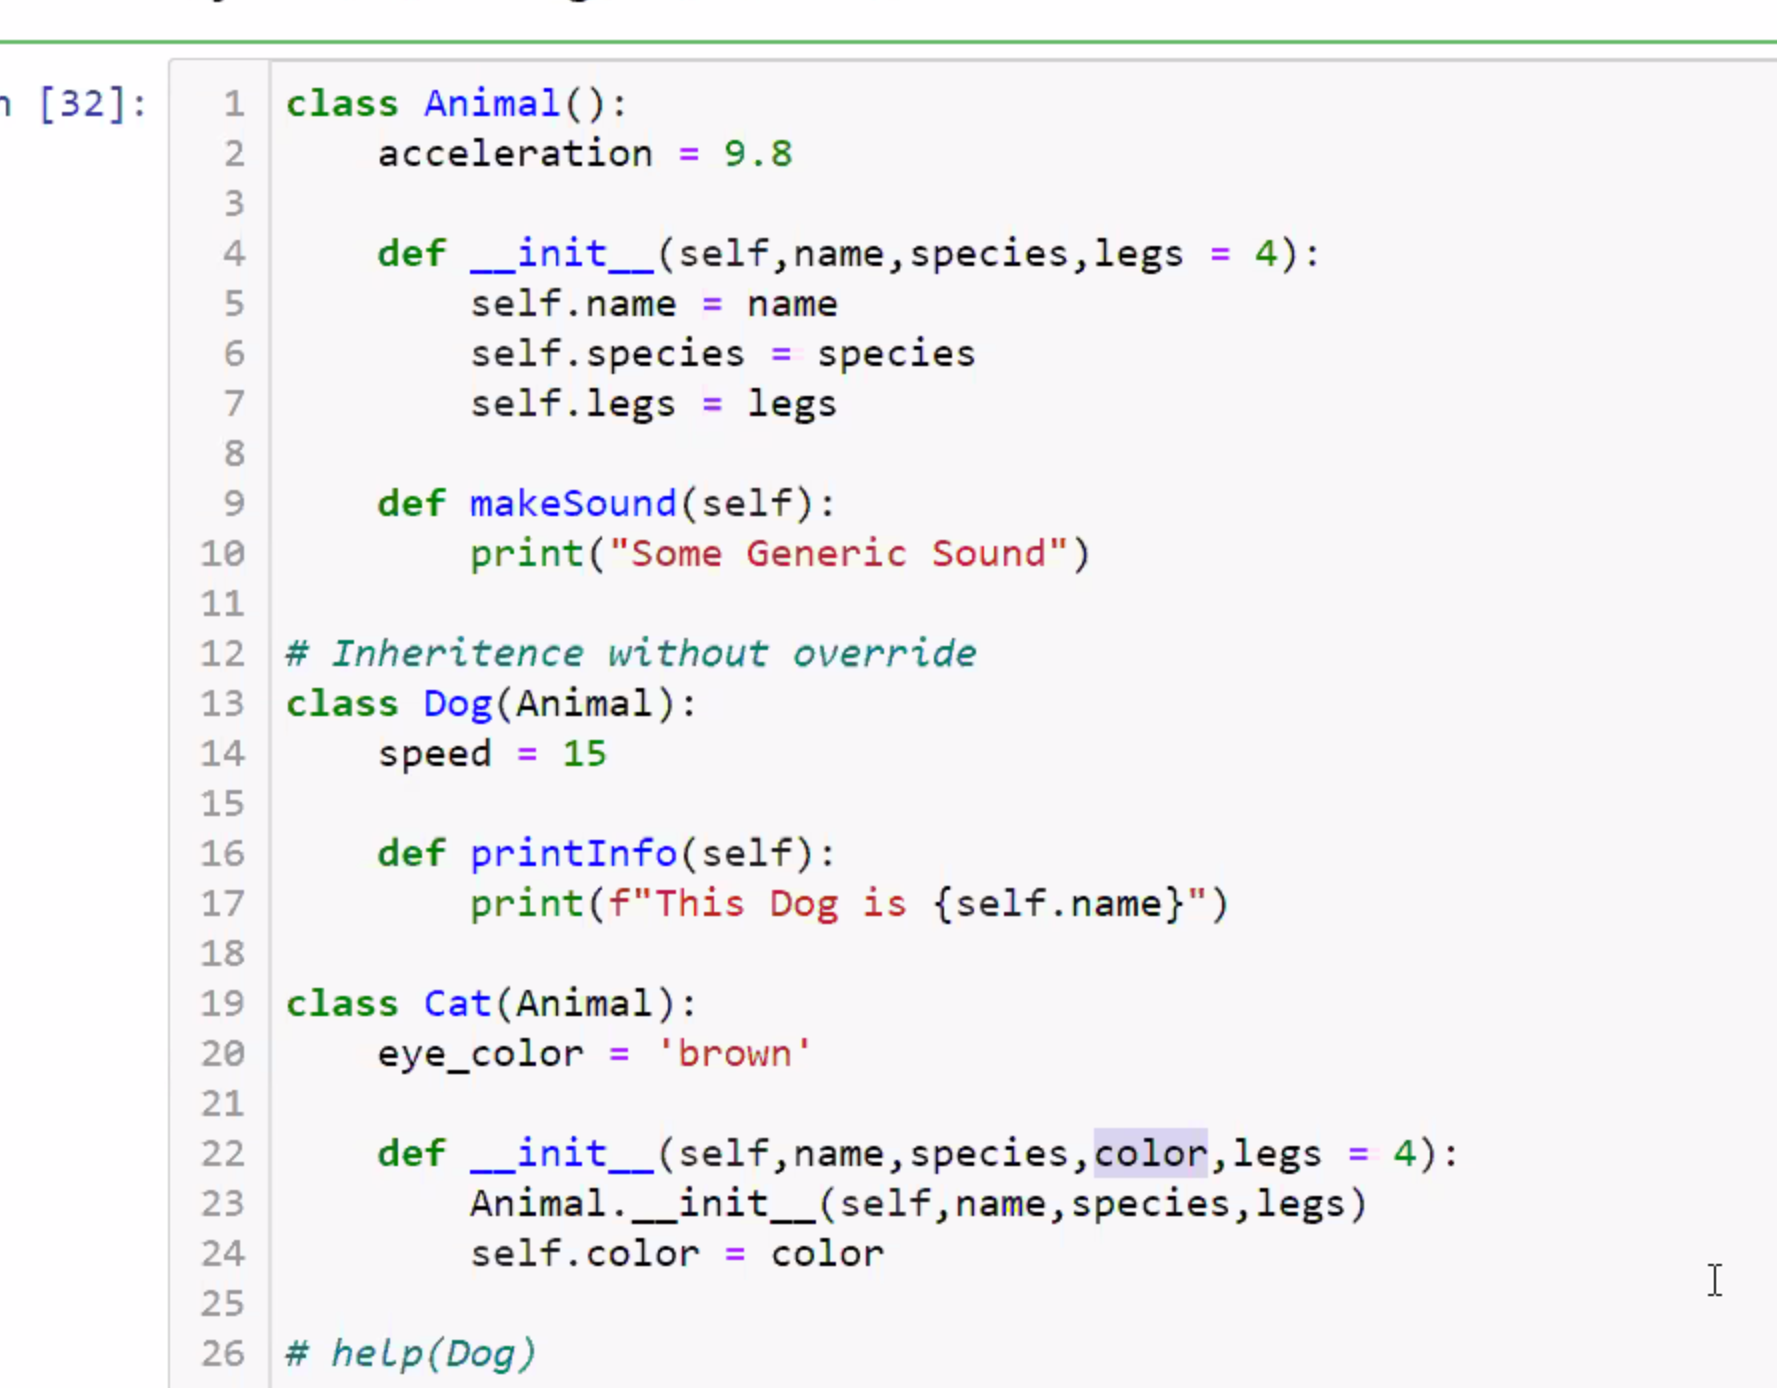 [32]:
1 class Animal():
2     acceleration = 9.8
3
4     def __init__(self,name,species,legs = 4):
5         self.name = name
6         self.species = species
7         self.legs = legs
8
9     def makeSound(self):
10         print("Some Generic Sound")
11
12 # Inheritence without override
13 class Dog(Animal):
14     speed = 15
15
16     def printInfo(self):
17         print(f"This Dog is {self.name}")
18
19 class Cat(Animal):
20     eye_color = 'brown'
21
22     def __init__(self,name,species,color,legs = 4):
23         Animal.__init__(self,name,species,legs)
24         self.color = color
25
26 # help(Dog)